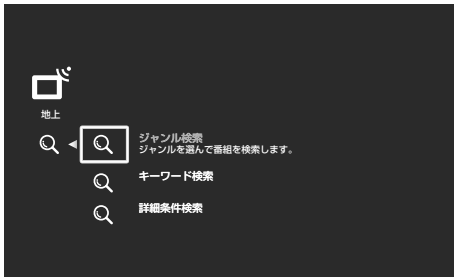 地上
ジャンル検索
ジャンルを選んで番組を検索します。
キーワード検索
詳細条件検索